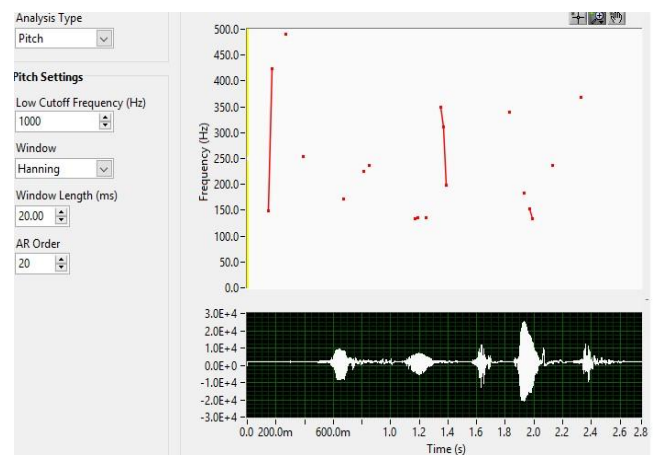 Analysis Type
Pitch
Pitch Settings
Low Cutoff Frequency (Hz)
1000
Window
Hanning
Window Length (ms)
20.00
AR Order
20
500.0
450.0
400.0
350.0
300.0
250.0
200.0
150.0
100.0
50.0
0.0
Frequency (Hz)
3.0E+4
2.0E+4
1.0E+4
0.0E+0
-1.0E+4
-2.0E+4
-3.0E+4
0.0 200.0m 600.0m 1.0 1.2 1.4 1.6 1.8 2.0 2.2 2.4 2.6 2.8
Time (s)